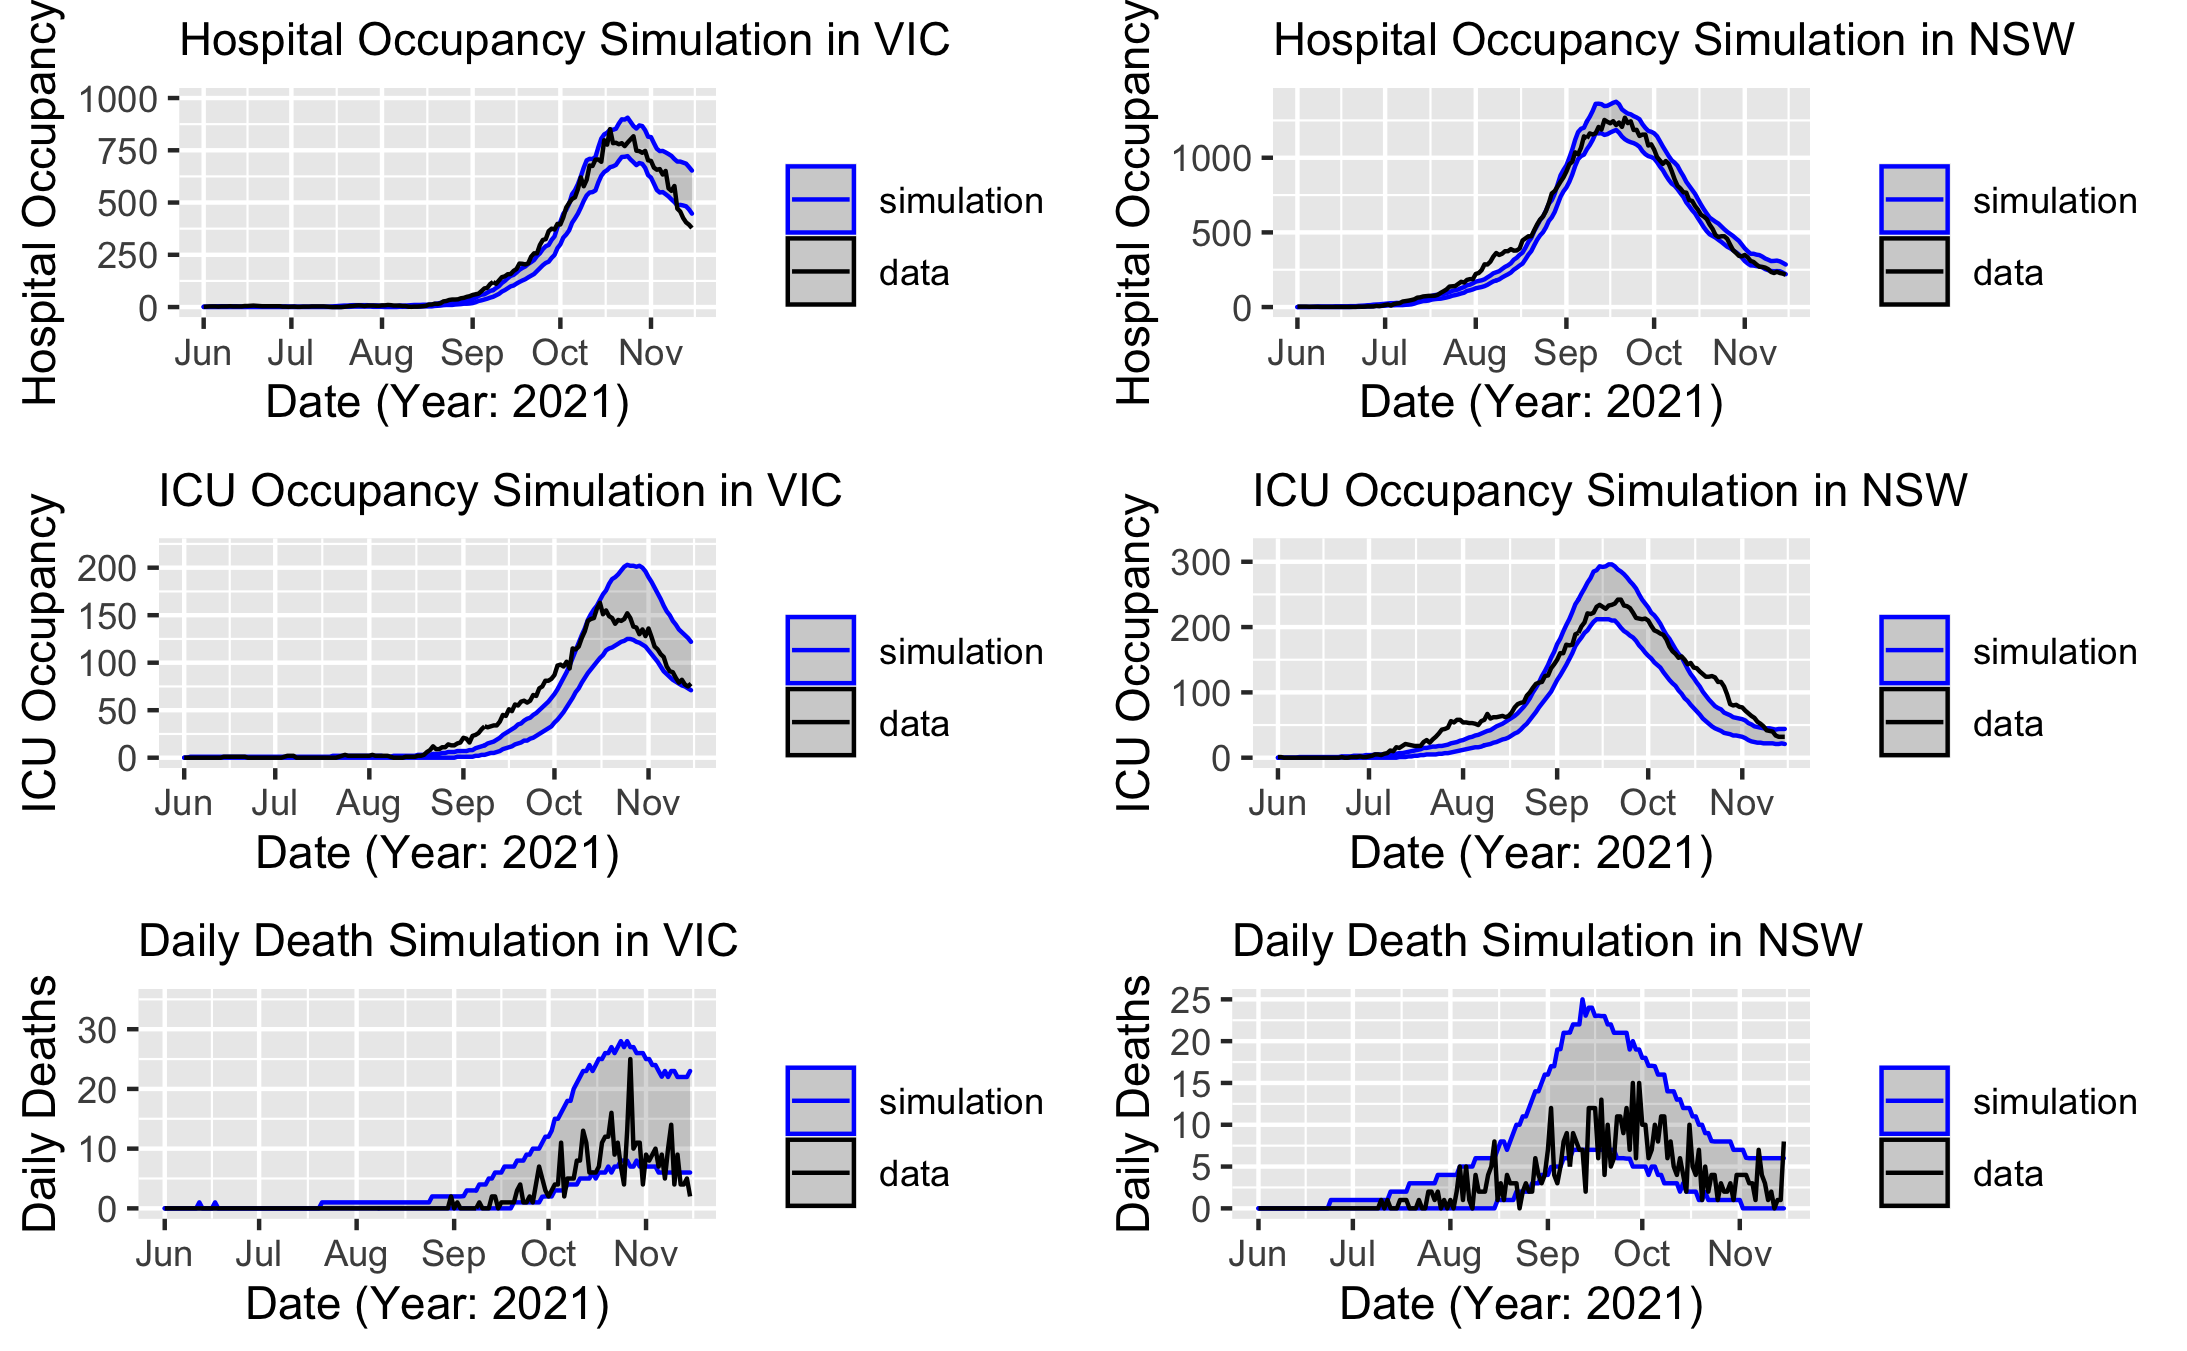 Hospital Occupancy Simulation in VIC
Hospital Occupancy
1000
750
500
250
0
Jun Jul Aug Sep Oct Nov
Date (Year: 2021)
simulation
data
Hospital Occupancy Simulation in NSW
Hospital Occupancy
1000
500
0
Jun Jul Aug Sep Oct Nov
Date (Year: 2021)
simulation
data
ICU Occupancy Simulation in VIC
ICU Occupancy
200
150
100
50
0
Jun Jul Aug Sep Oct Nov
Date (Year: 2021)
simulation
data
ICU Occupancy Simulation in NSW
ICU Occupancy
300
200
100
0
Jun Jul Aug Sep Oct Nov
Date (Year: 2021)
simulation
data
Daily Death Simulation in VIC
Daily Deaths
30
20
10
0
Jun Jul Aug Sep Oct Nov
Date (Year: 2021)
simulation
data
Daily Death Simulation in NSW
Daily Deaths
25
20
15
10
5
0
Jun Jul Aug Sep Oct Nov
Date (Year: 2021)
simulation
data